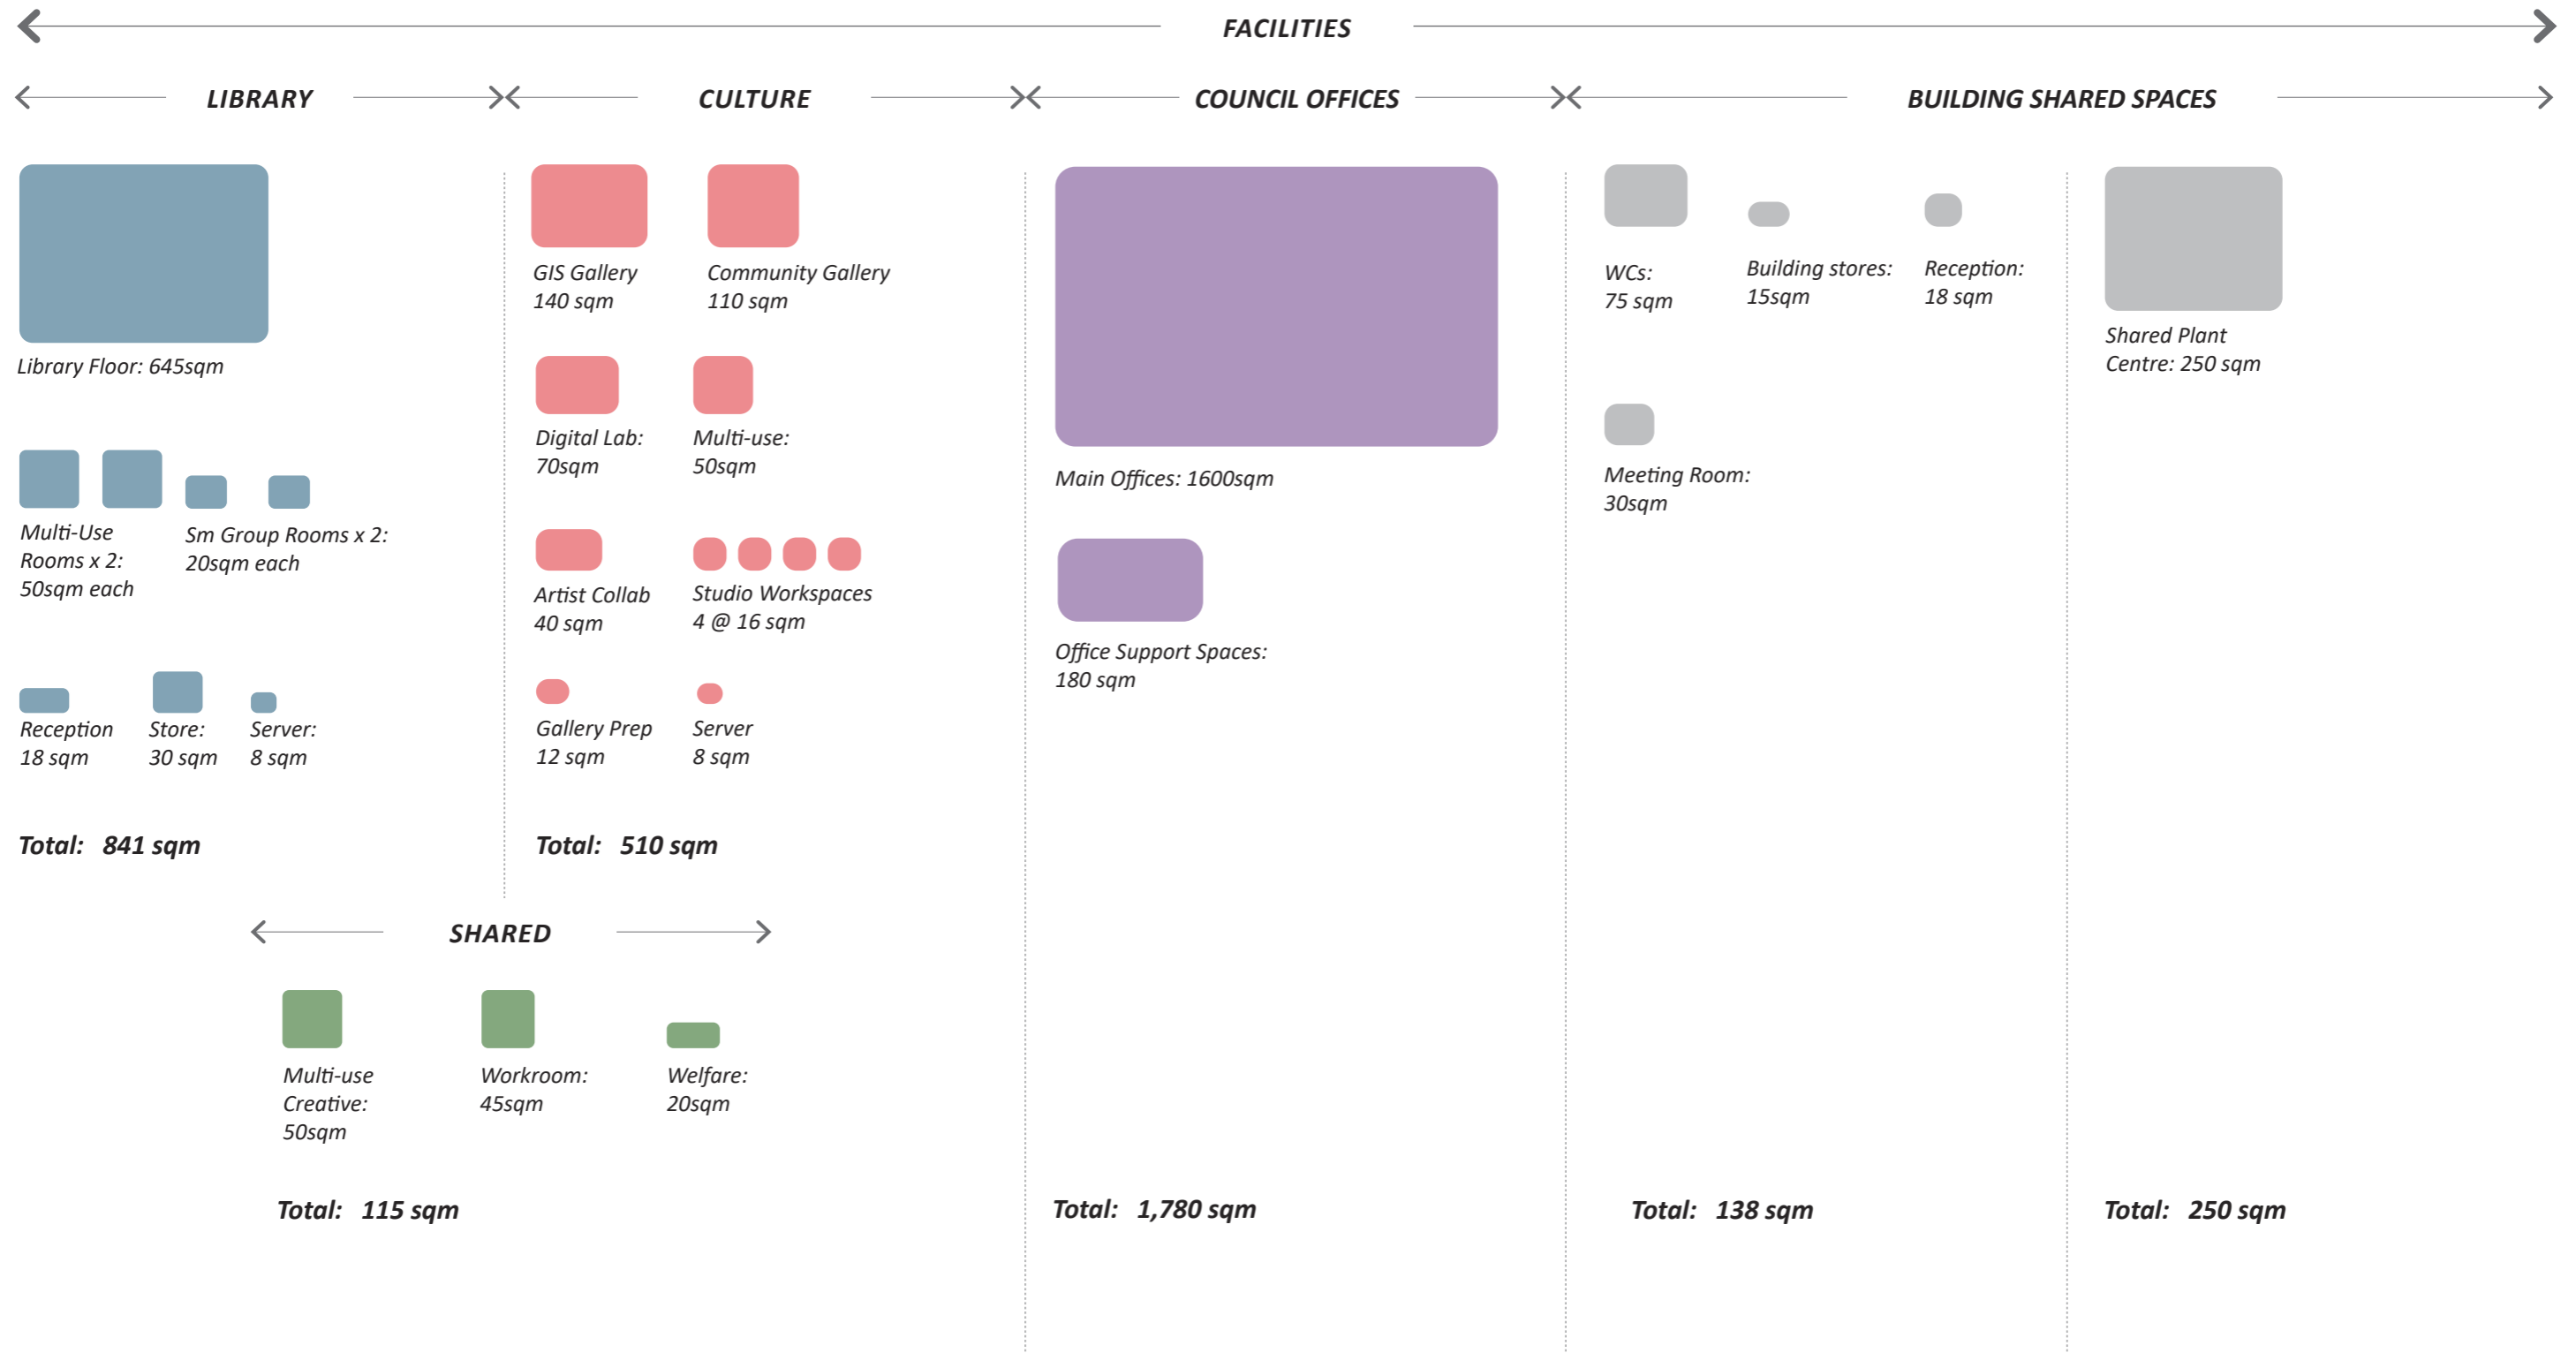 FACILITIES
LIBRARY
CULTURE
COUNCIL OFFICES
BUILDING SHARED SPACES
Library Floor: 645sqm
Multi-Use
Rooms x 2:
50sqm each
Sm Group Rooms x 2:
20sqm each
Reception
18 sqm
Store:
30 sqm
Server:
8 sqm
Total: 841 sqm
GIS Gallery
140 sqm
Community Gallery
110 sqm
Digital Lab:
70sqm
Multi-use:
50sqm
Artist Collab
40 sqm
Studio Workspaces
4 @ 16 sqm
Gallery Prep
12 sqm
Server
8 sqm
Total: 510 sqm
SHARED
Multi-use
Creative:
50sqm
Workroom:
45sqm
Welfare:
20sqm
Total: 115 sqm
Main Offices: 1600sqm
Office Support Spaces:
180 sqm
Total: 1,780 sqm
WCs:
75 sqm
Building stores:
15sqm
Reception:
18 sqm
Meeting Room:
30sqm
Total: 138 sqm
Shared Plant
Centre: 250 sqm
Total: 250 sqm